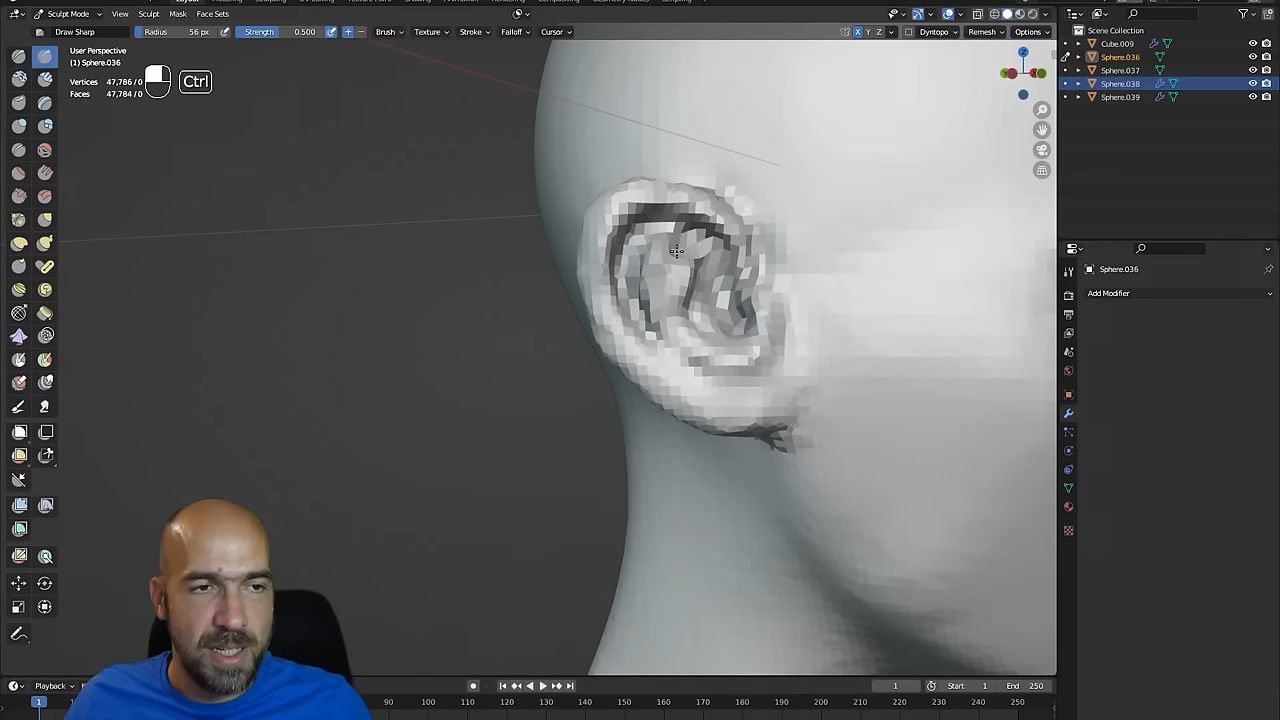 Sculpt Mode View Sculpt Mask Face Sets
Draw Sharp Radius 56 px Strength 0.500 Brush Texture Stroke Falloff Cursor X Y Z Dyntopo Remesh Options
User Perspective
(1) Sphere.036
Vertices 47,786/0
Faces 47,784/0
Ctrl
Z
Scene Collection
Cube.009
Sphere.036
Sphere.037
Sphere.038
Sphere.039
Sphere.036
Add Modifier
Playback
1 Start 1 End 250
1 80 90 100 110 120 130 140 150 160 170 180 190 200 210 220 230 240 250